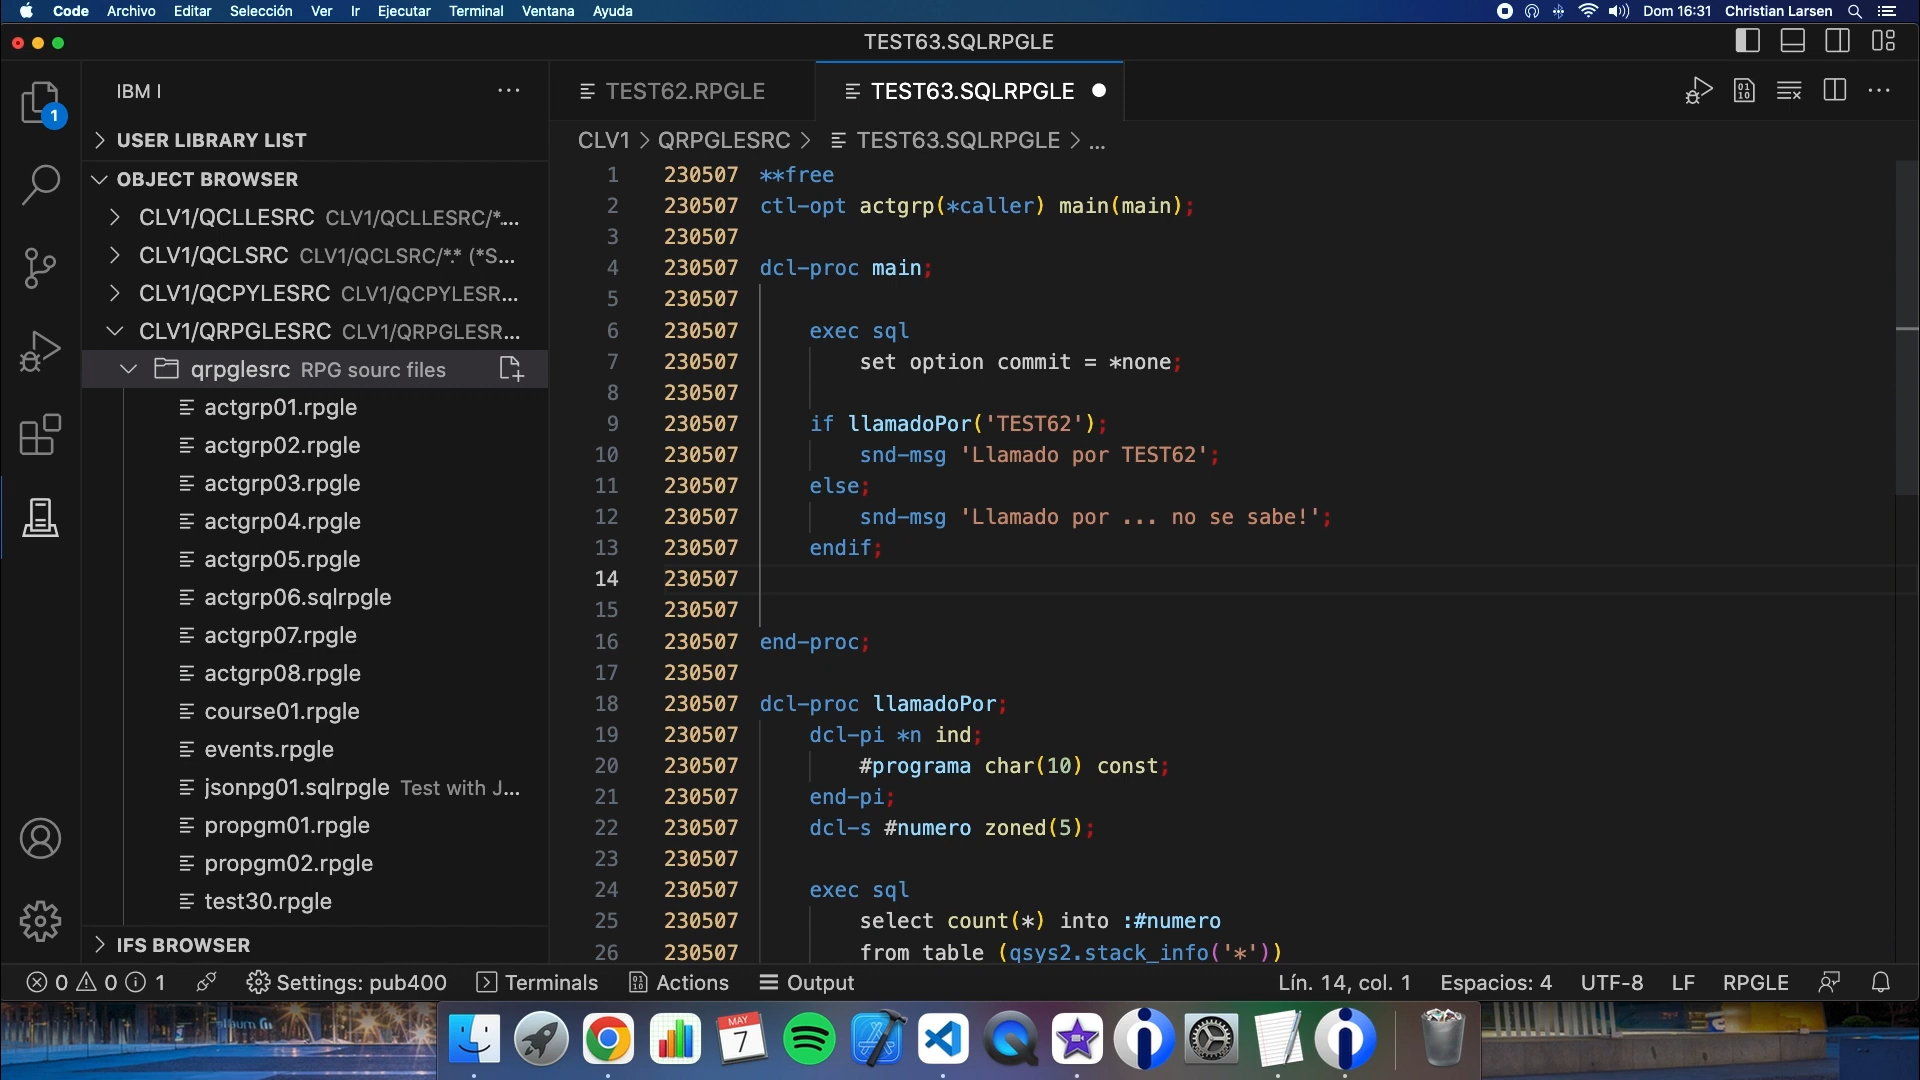 Code Archivo Editar Selección Ver Ir Ejecutar Terminal Ventana Ayuda Dom 16:31 Christian Larsen
TEST63.SQLRPGLE
1
IBM I
USER LIBRARY LIST
OBJECT BROWSER
CLV1/QCLLESRC CLV1/QCLLESRC/*...
CLV1/QCLSRC CLV1/QCLSRC/*.* (*S...
CLV1/QCPYLESRC CLV1/QCPYLESR...
CLV1/QRPGLESRC CLV1/QRPGLESR...
qrpglesrc RPG sourc files
actgrp01.rpgle
actgrp02.rpgle
actgrp03.rpgle
actgrp04.rpgle
actgrp05.rpgle
actgrp06.sqlrpgle
actgrp07.rpgle
actgrp08.rpgle
course01.rpgle
events.rpgle
jsonpg01.sqlrpgle Test with J...
propgm01.rpgle
propgm02.rpgle
test30.rpgle
IFS BROWSER
TEST62.RPGLE TEST63.SQLRPGLE
CLV1 > QRPGLESRC > TEST63.SQLRPGLE > ...
1 230507 **free
2 230507 ctl-opt actgrp(*caller) main(main);
3 230507
4 230507 dcl-proc main;
5 230507
6 230507 exec sql
7 230507 set option commit = *none;
8 230507
9 230507 if llamadoPor('TEST62');
10 230507 snd-msg 'Llamado por TEST62';
11 230507 else;
12 230507 snd-msg 'Llamado por ... no se sabe!';
13 230507 endif;
14 230507
15 230507
16 230507 end-proc;
17 230507
18 230507 dcl-proc llamadoPor;
19 230507 dcl-pi *n ind;
20 230507 #programa char(10) const;
21 230507 end-pi;
22 230507 dcl-s #numero zoned(5);
23 230507
24 230507 exec sql
25 230507 select count(*) into :#numero
26 230507 from table (qsys2.stack_info('*'))
0 0 1 Settings: pub400 Terminals Actions Output Lín. 14, col. 1 Espacios: 4 UTF-8 LF RPGLE
MAY
7